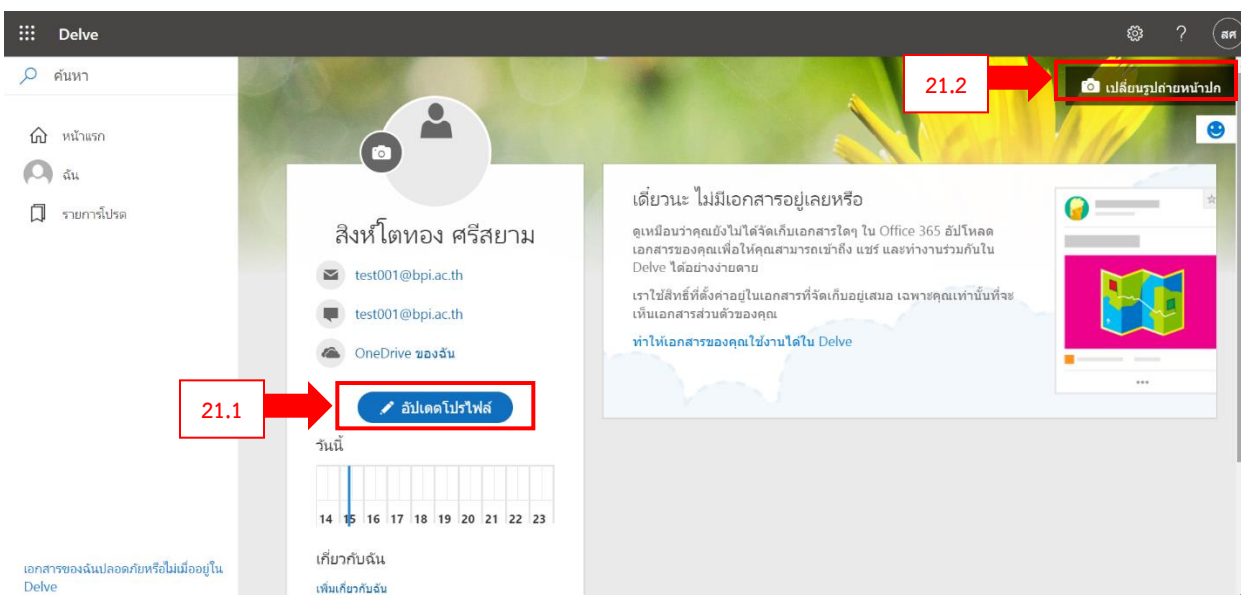 Delve
สศ
ค้นหา
21.2
เปลี่ยนรูปถ่ายหน้าปก
หน้าแรก
ฉัน
รายการโปรด
สิงห์โตทอง ศรีสยาม
test001@bpi.ac.th
test001@bpi.ac.th
OneDrive ของฉัน
21.1
อัปเดตโปรไฟล์
วันนี้
14 15 16 17 18 19 20 21 22 23
เกี่ยวกับฉัน
เพิ่มเกี่ยวกับฉัน
เดี๋ยวนะ ไม่มีเอกสารอยู่เลยหรือ
ดูเหมือนว่าคุณยังไม่ได้จัดเก็บเอกสารใดๆ ใน Office 365 อัปโหลด
เอกสารของคุณเพื่อให้คุณสามารถเข้าถึง แชร์ และทำงานร่วมกันใน
Delve ได้อย่างง่ายดาย
เราใช้สิทธิ์ที่ตั้งค่าอยู่ในเอกสารที่จัดเก็บอยู่เสมอ เฉพาะคุณเท่านั้นที่จะ
เห็นเอกสารส่วนตัวของคุณ
ทำให้เอกสารของคุณใช้งานได้ใน Delve
เอกสารของฉันปลอดภัยหรือไม่เมื่ออยู่ใน
Delve